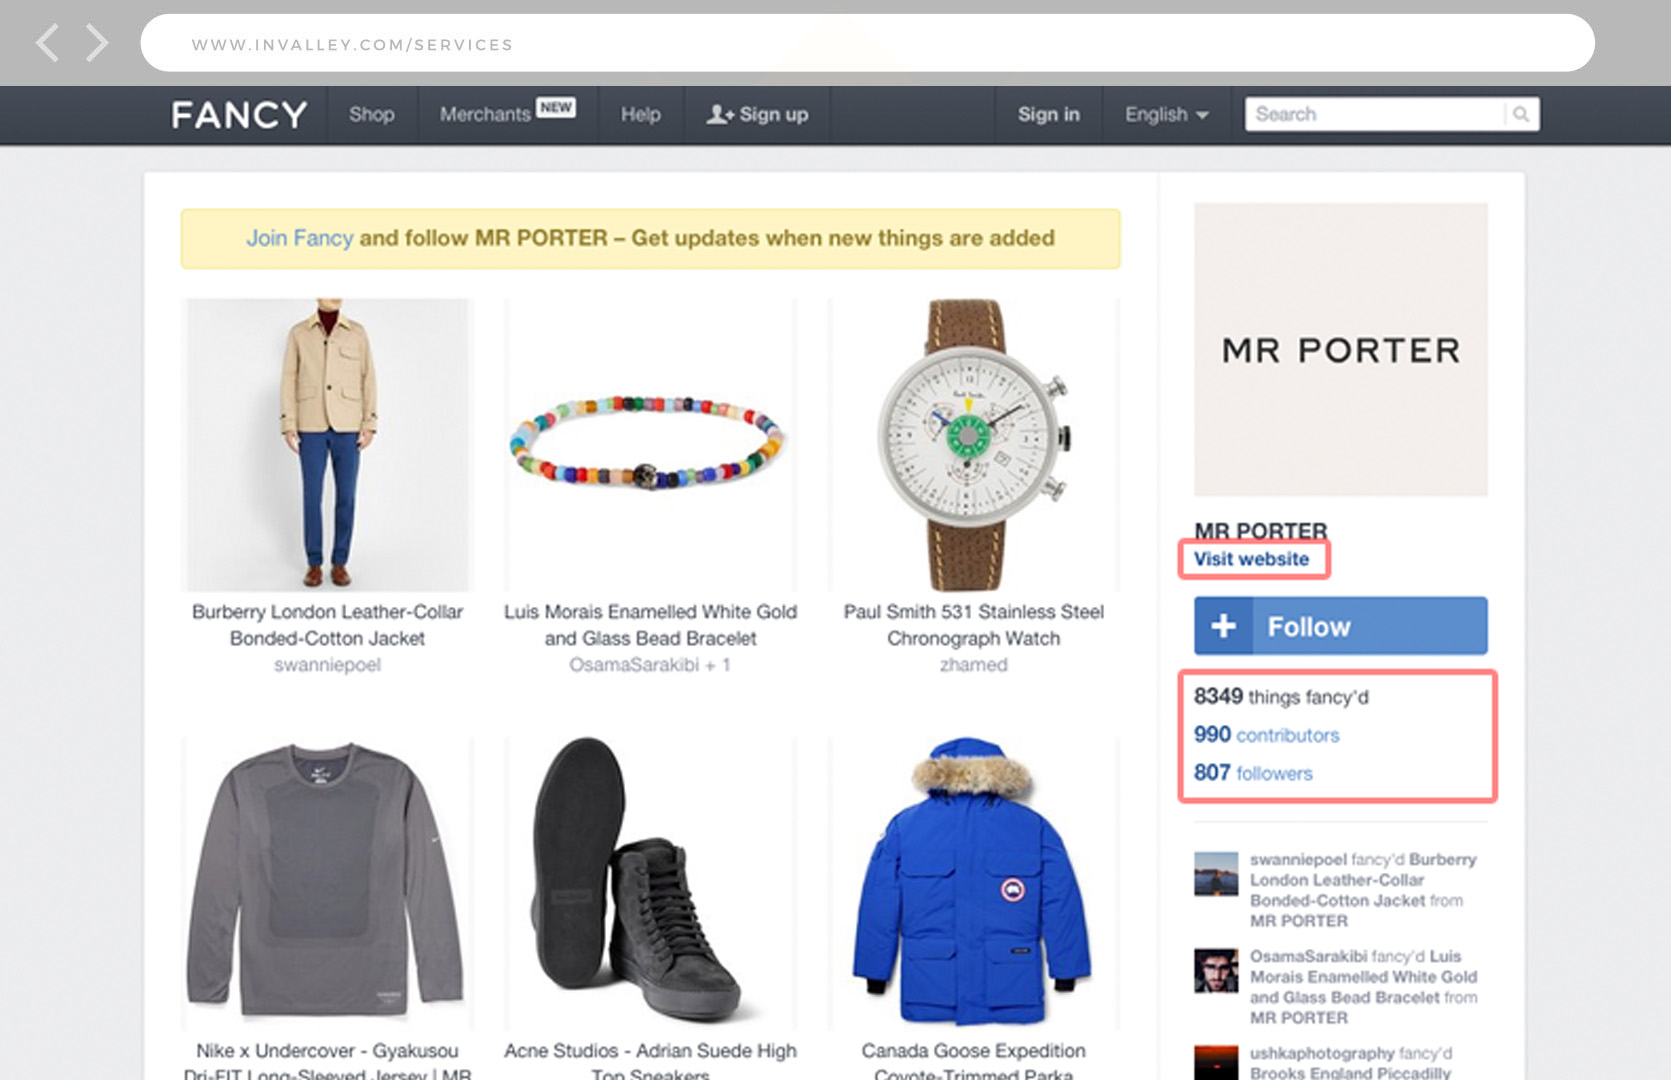 WWW.INVALLEY.COM/SERVICES
FANCY
Shop
Merchants NEW
Help
Sign up
Sign in
English
Search
Join Fancy and follow MR PORTER – Get updates when new things are added
Burberry London Leather-Collar
Bonded-Cotton Jacket
swanniepoel
Luis Morais Enamelled White Gold
and Glass Bead Bracelet
OsamaSarakibi + 1
Paul Smith 531 Stainless Steel
Chronograph Watch
zhamed
Nike x Undercover - Gyakusou
Dri-FIT Long-Sleeved Jersey | MR
Acne Studios - Adrian Suede High
Top Sneakers
Canada Goose Expedition
Coyote-Trimmed Parka
MR PORTER
MR PORTER
Visit website
+ Follow
8349 things fancy'd
990 contributors
807 followers
swanniepoel fancy'd Burberry
London Leather-Collar
Bonded-Cotton Jacket from
MR PORTER
OsamaSarakibi fancy'd Luis
Morais Enamelled White Gold
and Glass Bead Bracelet from
MR PORTER
ushkaphotography fancy'd
Brooks England Piccadilly